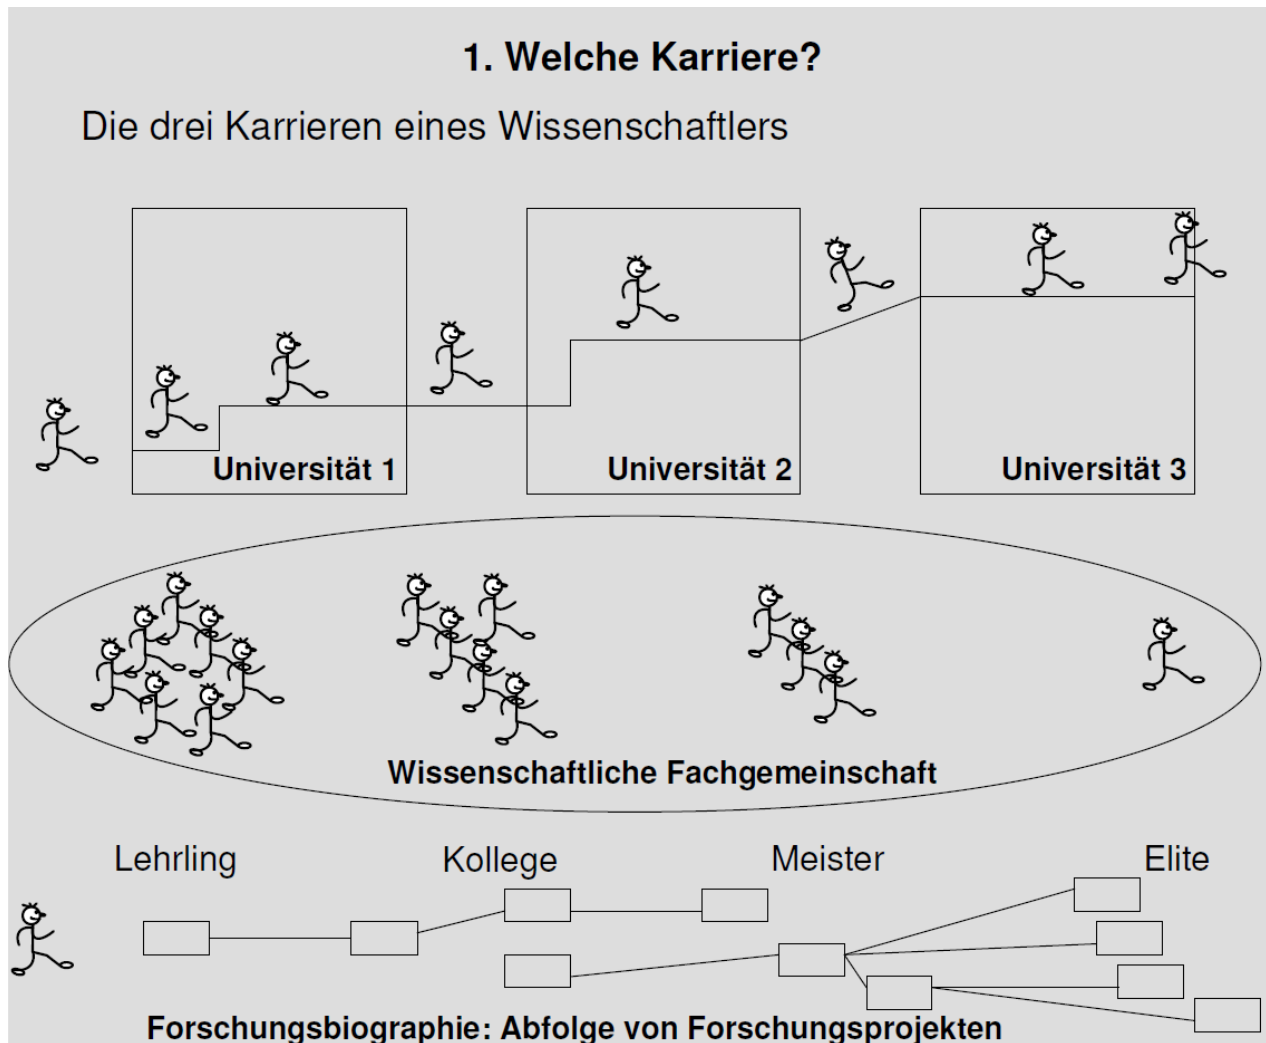 1. Welche Karriere?
Die drei Karrieren eines Wissenschaftlers
Universität 1
Universität 2
Universität 3
Wissenschaftliche Fachgemeinschaft
Lehrling
Kollege
Meister
Elite
Forschungsbiographie: Abfolge von Forschungsprojekten